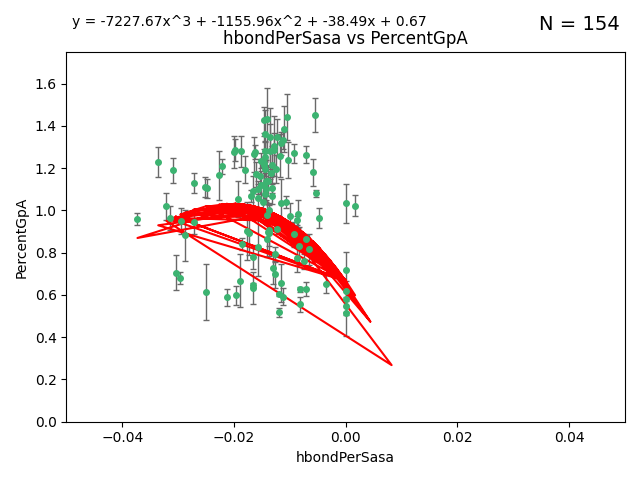 y = -7227.67x^3 + -1155.96x^2 + -38.49x + 0.67
N = 154
hbondPerSasa vs PercentGpA
PercentGpA
1.6
1.4
1.2
1.0
0.8
0.6
0.4
0.2
0.0
−0.04 −0.02 0.00 0.02 0.04
hbondPerSasa